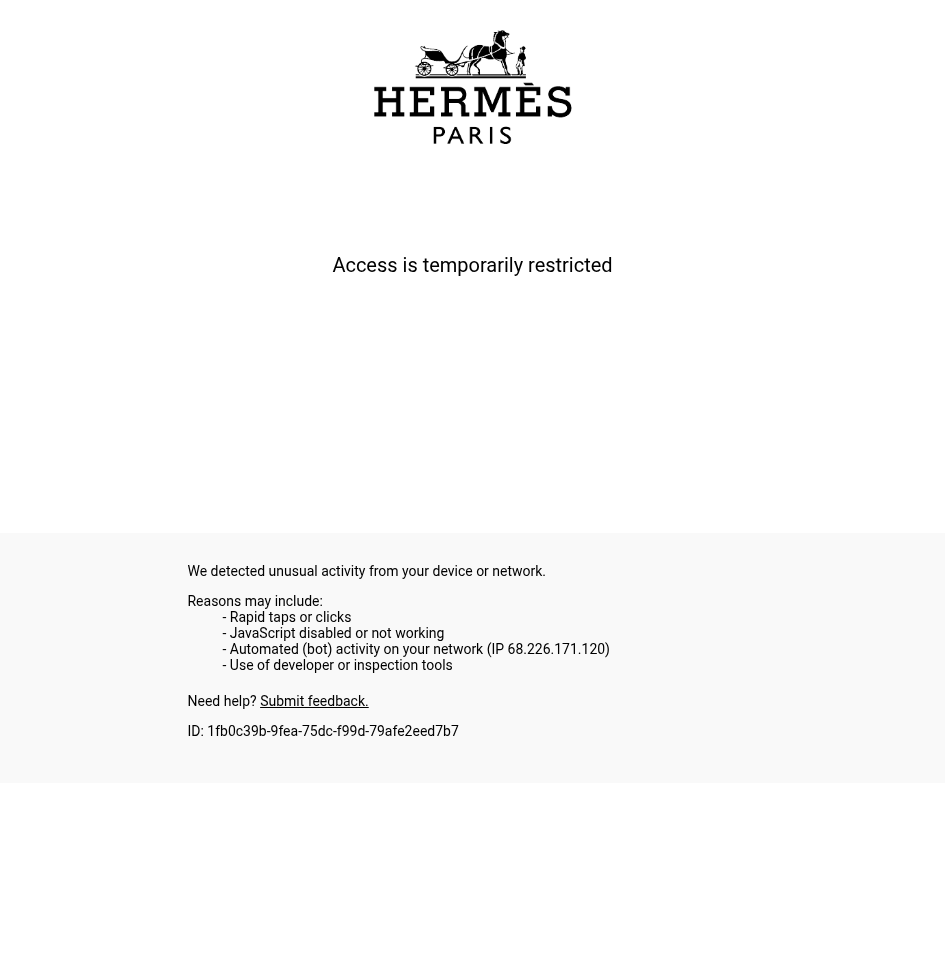 HERMÈS
PARIS
Access is temporarily restricted
We detected unusual activity from your device or network.
Reasons may include:
- Rapid taps or clicks
- JavaScript disabled or not working
- Automated (bot) activity on your network (IP 68.226.171.120)
- Use of developer or inspection tools
Need help? Submit feedback.
ID: 1fb0c39b-9fea-75dc-f99d-79afe2eed7b7